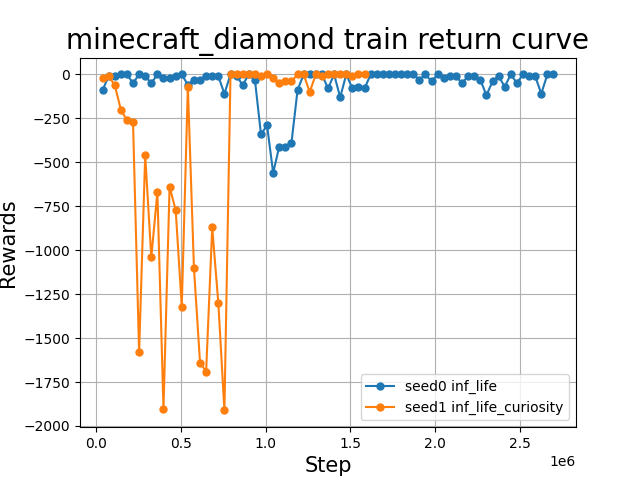 minecraft_diamond train return curve
Rewards
0
−250
−500
−750
−1000
−1250
−1500
−1750
−2000
seed0 inf_life
seed1 inf_life_curiosity
0.0 0.5 1.0 1.5 2.0 2.5
1e6
Step